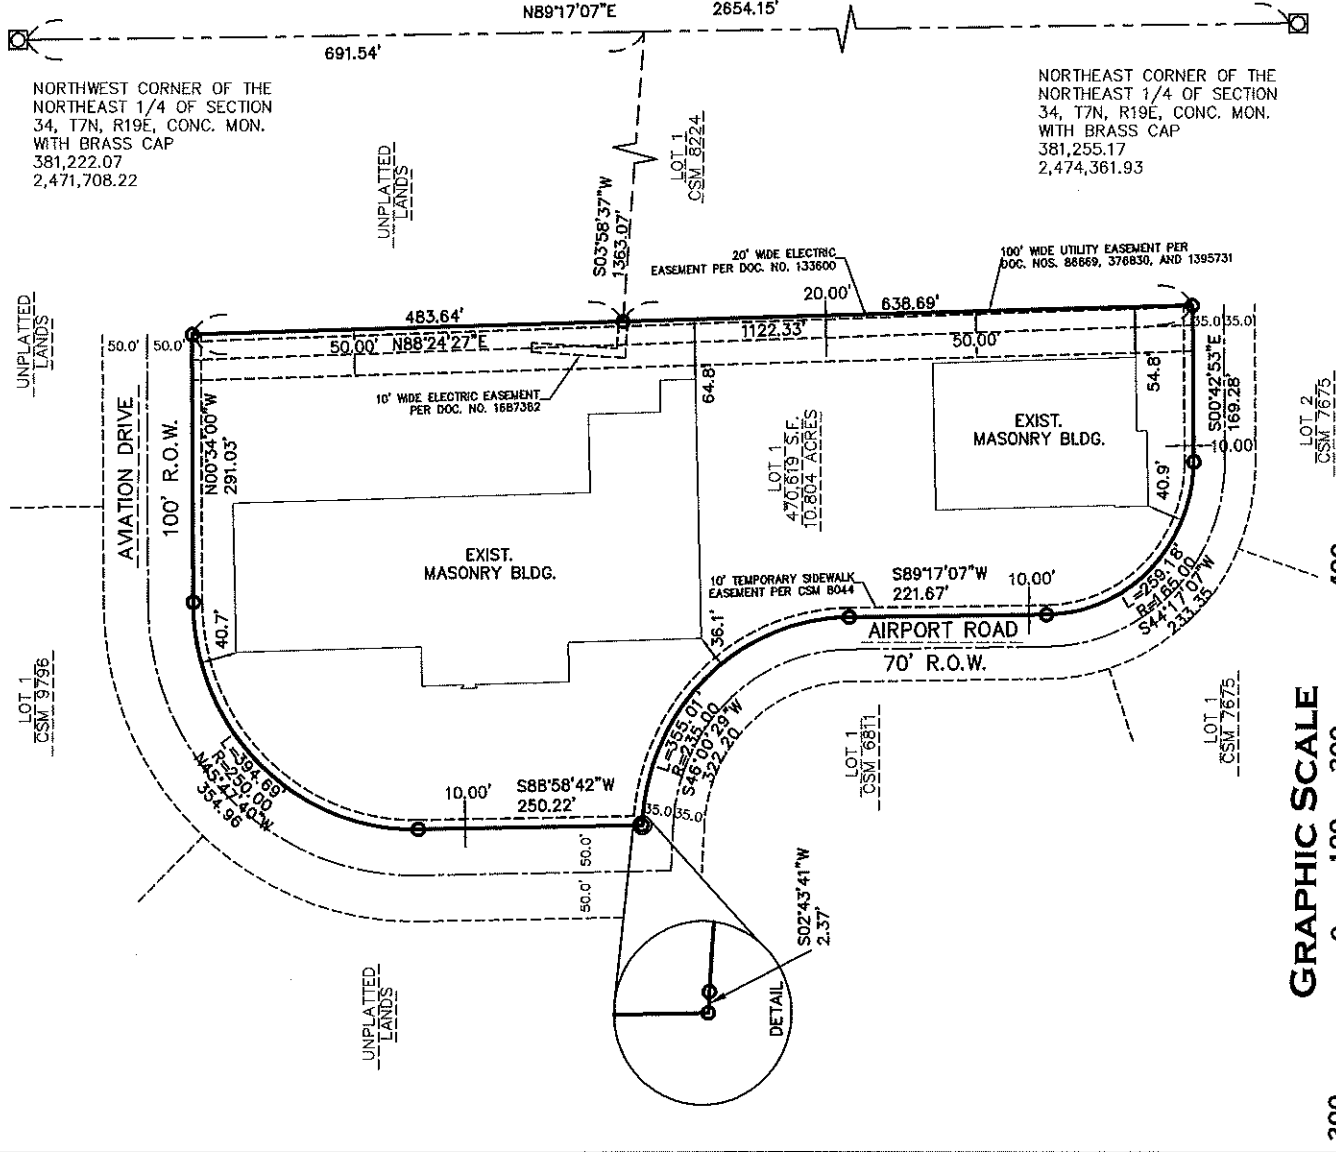 N89°17'07"E 2654.15'
691.54'
NORTHWEST CORNER OF THE
NORTHEAST 1/4 OF SECTION
34, T7N, R19E, CONC. MON.
WITH BRASS CAP
381,222.07
2,471,708.22
NORTHEAST CORNER OF THE
NORTHEAST 1/4 OF SECTION
34, T7N, R19E, CONC. MON.
WITH BRASS CAP
381,255.17
2,474,361.93
UNPLATTED
LANDS
LOT 1
CSM 8224
S03°58'37"W
1363.07'
20' WIDE ELECTRIC
EASEMENT PER DOC. NO. 133600
100' WIDE UTILITY EASEMENT PER
DOC. NOS. 86669, 376830, AND 1395731
UNPLATTED
LANDS
483.64'
20.00'
638.69'
50.0' 50.0'
50.00'
N88°24'27"E
1122.33'
50.00'
35.0 35.0
10' WIDE ELECTRIC EASEMENT
PER DOC. NO. 1687362
64.8'
54.8'
S00°42'53"E
169.28'
10.00'
LOT 2
CSM 7675
AVIATION DRIVE
100' R.O.W.
N00°34'00"W
291.03'
LOT 1
470,619 S.F.
10.804 ACRES
EXIST.
MASONRY BLDG.
40.9'
EXIST.
MASONRY BLDG.
10' TEMPORARY SIDEWALK
EASEMENT PER CSM 8044
S89°17'07"W
221.67'
10.00'
L=259.18'
R=165.00
S44°17'07"W
233.35
40.7'
36.1'
AIRPORT ROAD
70' R.O.W.
LOT 1
CSM 9796
L=394.69'
R=250.00
N45°47'40"W
354.96
L=355.01'
R=235.00
S46°00'29"W
322.20
LOT 1
CSM 6811
LOT 1
CSM 7675
10.00'
S88°58'42"W
250.22'
35.0 35.0
50.0'
50.0'
S02°43'41"W
2.37'
DETAIL
UNPLATTED
LANDS
GRAPHIC SCALE